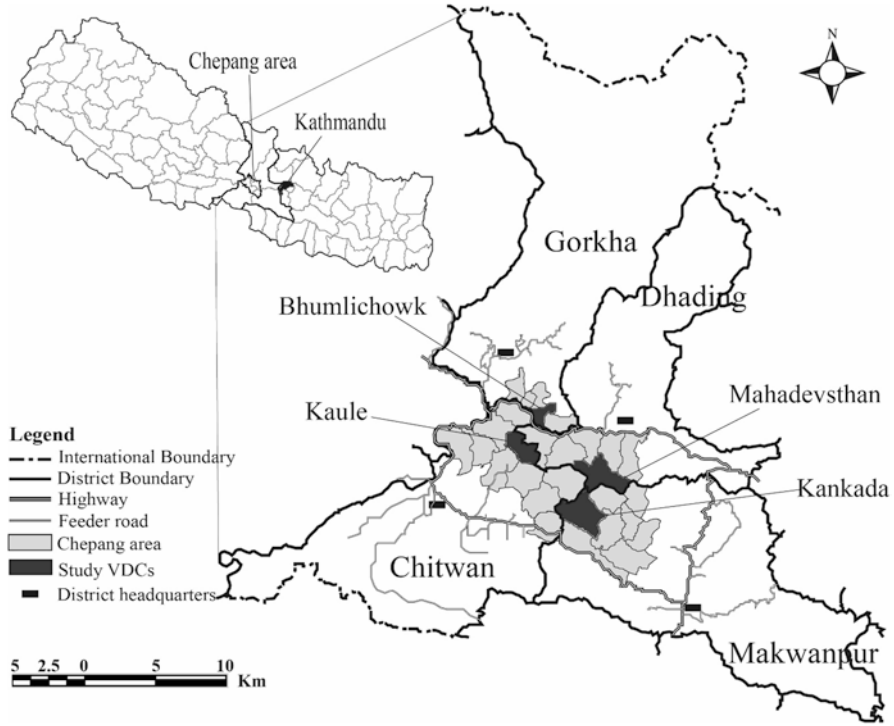 N
Chepang area
Kathmandu
Gorkha
Dhading
Bhumlichowk
Mahadevsthan
Kaule
Kankada
Chitwan
Makwanpur
Legend
International Boundary
District Boundary
Highway
Feeder road
Chepang area
Study VDCs
District headquarters
5 2.5 0 5 10
Km